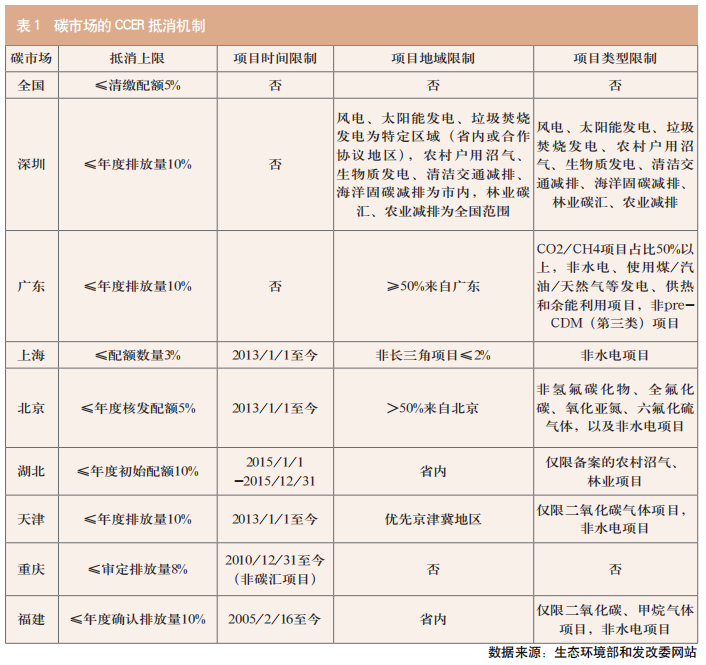 表1 碳市场的CCER抵消机制
碳市场 抵消上限 项目时间限制 项目地域限制 项目类型限制
全国 ≤清缴配额5% 否 否 否
深圳 ≤年度排放量10% 否
风电、太阳能发电、垃圾焚烧
发电为特定区域（省内或合作
协议地区），农村户用沼气、
生物质发电、清洁交通减排、
海洋固碳减排为市内，林业碳
汇、农业减排为全国范围
风电、太阳能发电、垃圾
焚烧发电、农村户用沼
气、生物质发电、清洁交
通减排、海洋固碳减排、
林业碳汇、农业减排
广东 ≤年度排放量10% 否 ≥50%来自广东
CO2/CH4项目占比50%以
上，非水电、使用煤/汽
油/天然气等发电、供热
和余能利用项目，非pre-
CDM（第三类）项目
上海 ≤配额数量3% 2013/1/1至今 非长三角项目≤2% 非水电项目
北京 ≤年度核发配额5% 2013/1/1至今 >50%来自北京
非氢氟碳化物、全氟化
碳、氧化亚氮、六氟化硫
气体，以及非水电项目
湖北 ≤年度初始配额10%
2015/1/1
-2015/12/31
省内
仅限备案的农村沼气、
林业项目
天津 ≤年度排放量10% 2013/1/1至今 优先京津冀地区
仅限二氧化碳气体项目，
非水电项目
重庆 ≤审定排放量8%
2010/12/31至今
（非碳汇项目）
否 否
福建 ≤年度确认排放量10% 2005/2/16至今 省内
仅限二氧化碳、甲烷气体
项目，非水电项目
数据来源：生态环境部和发改委网站